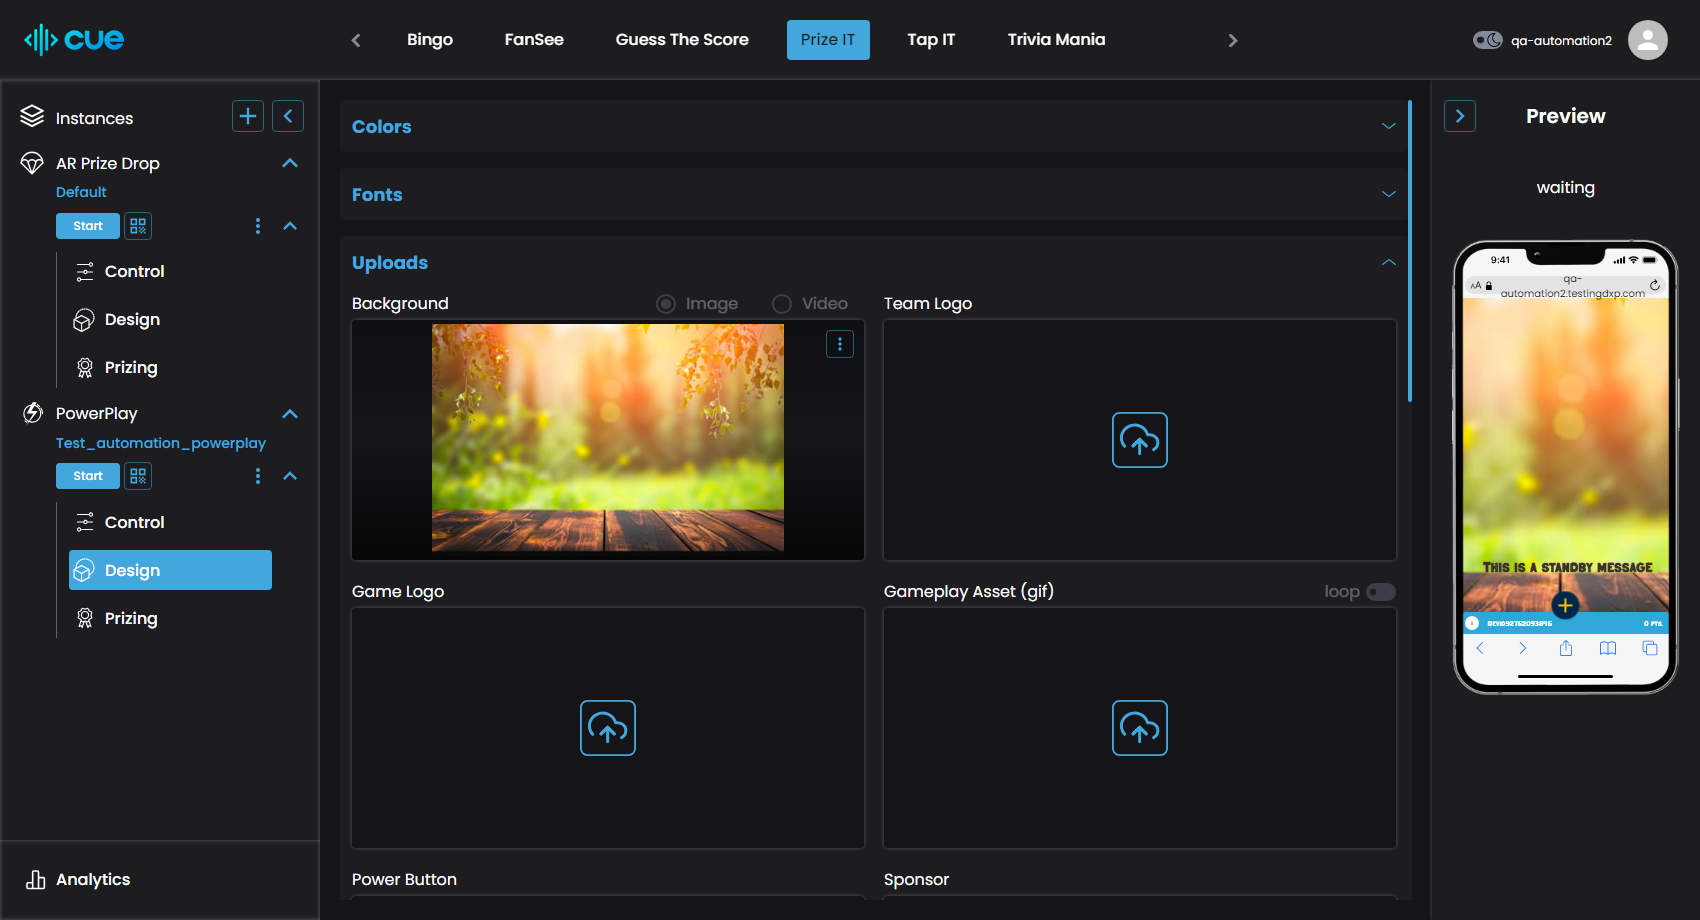 cue
Bingo
FanSee
Guess The Score
Prize IT
Tap IT
Trivia Mania
qa-automation2
Instances
AR Prize Drop
Default
Start
Control
Design
Prizing
PowerPlay
Test_automation_powerplay
Start
Control
Design
Prizing
Analytics
Colors
Fonts
Uploads
Background
Image
Video
Team Logo
Game Logo
Gameplay Asset (gif)
loop
Power Button
Sponsor
Preview
waiting
9:41
AA
qa-
automation2.testingdxp.com
This is a standby message
DEVID92762093846
0 PTS.